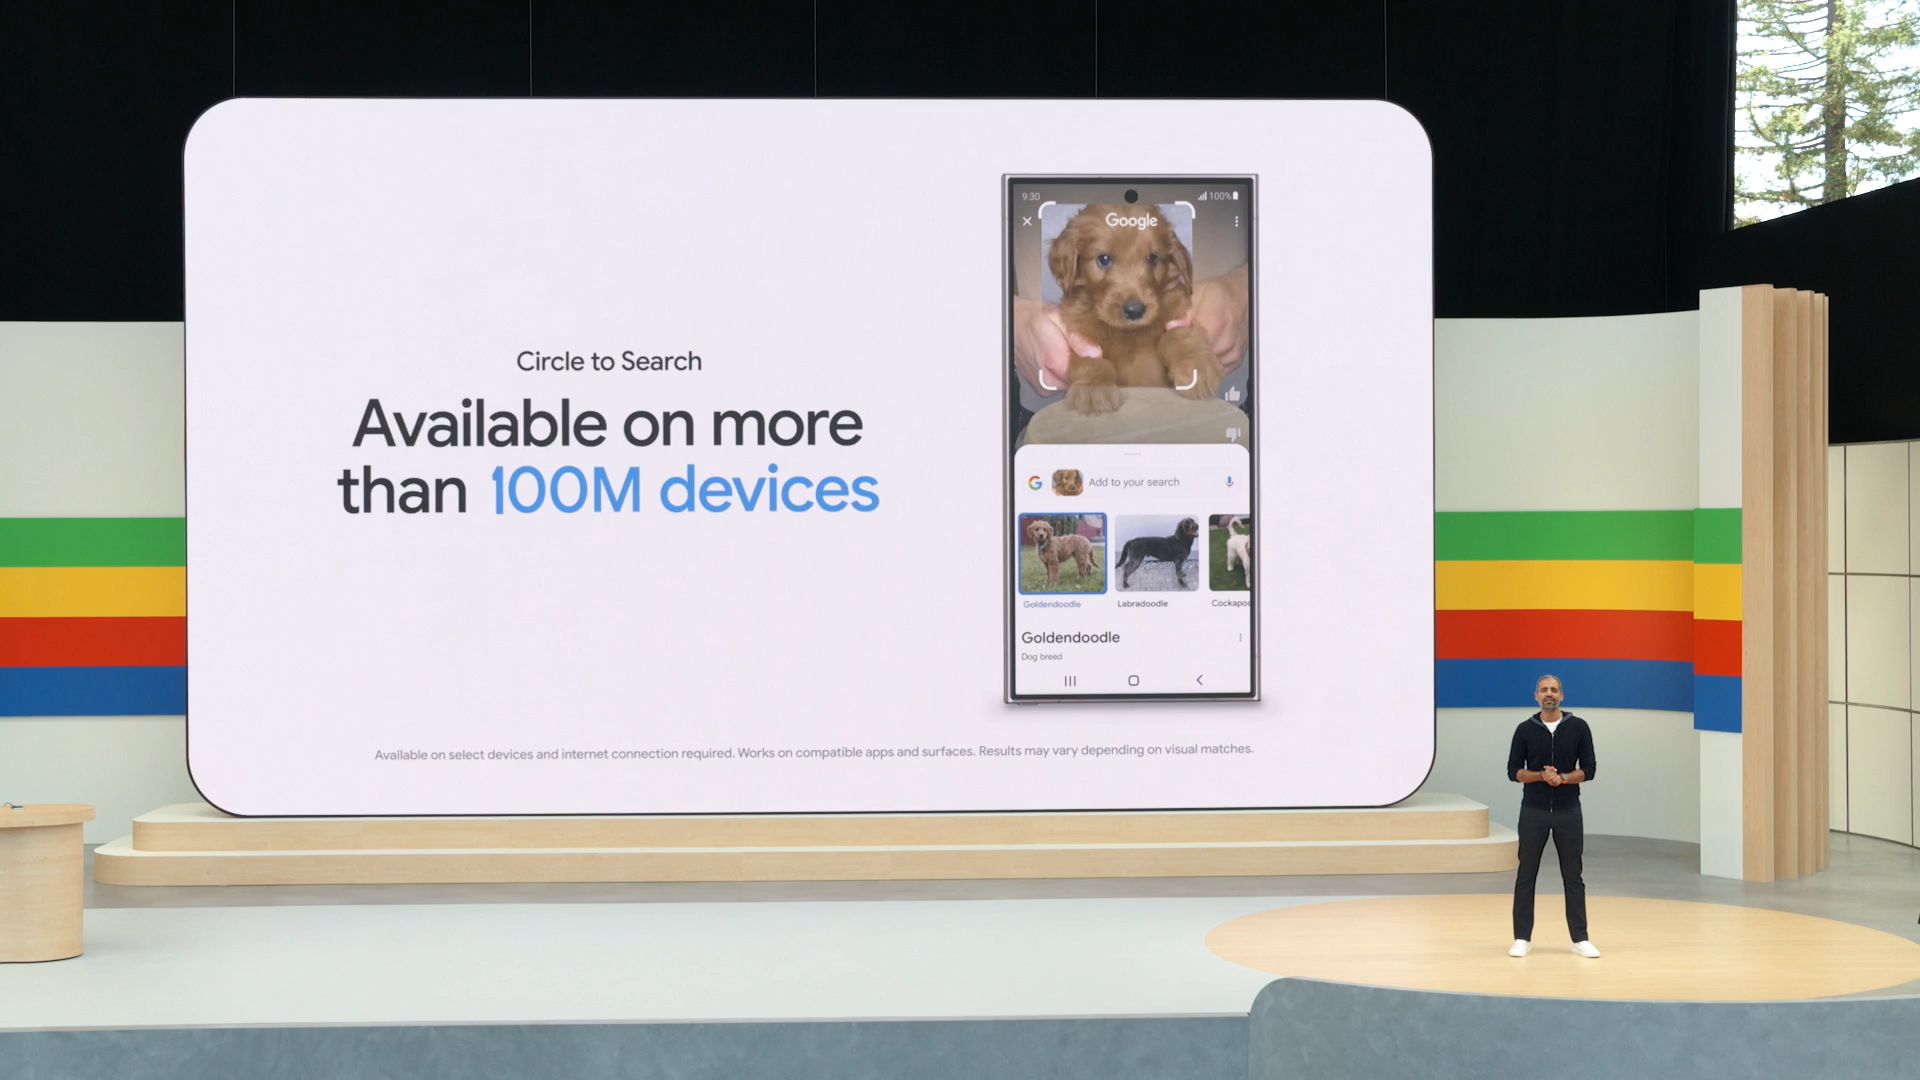 Circle to Search
Available on more
than 100M devices
9:30
100%
Google
Add to your search
Goldendoodle
Labradoodle
Goldendoodle
Dog breed
Available on select devices and internet connection required. Works on compatible apps and surfaces. Results may vary depending on visual matches.